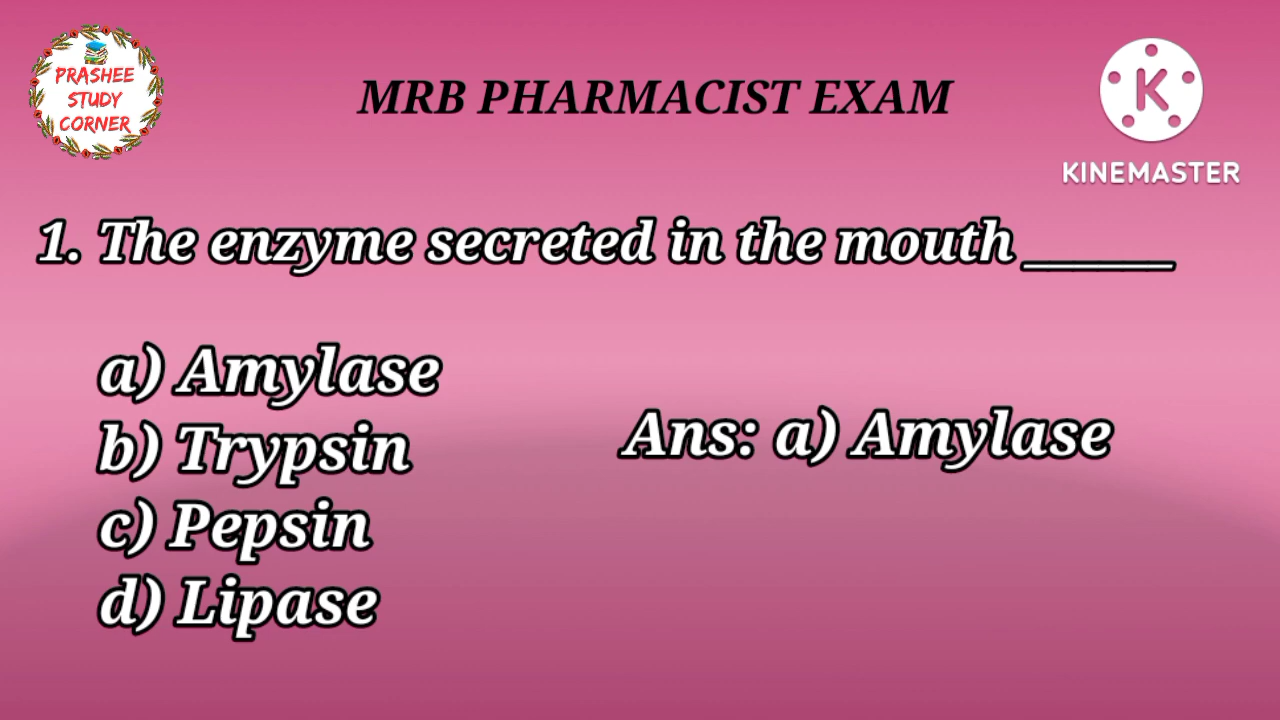 PRASHEE
STUDY
CORNER
MRB PHARMACIST EXAM
K
KINEMASTER
1. The enzyme secreted in the mouth ______
a) Amylase
b) Trypsin
c) Pepsin
d) Lipase
Ans: a) Amylase